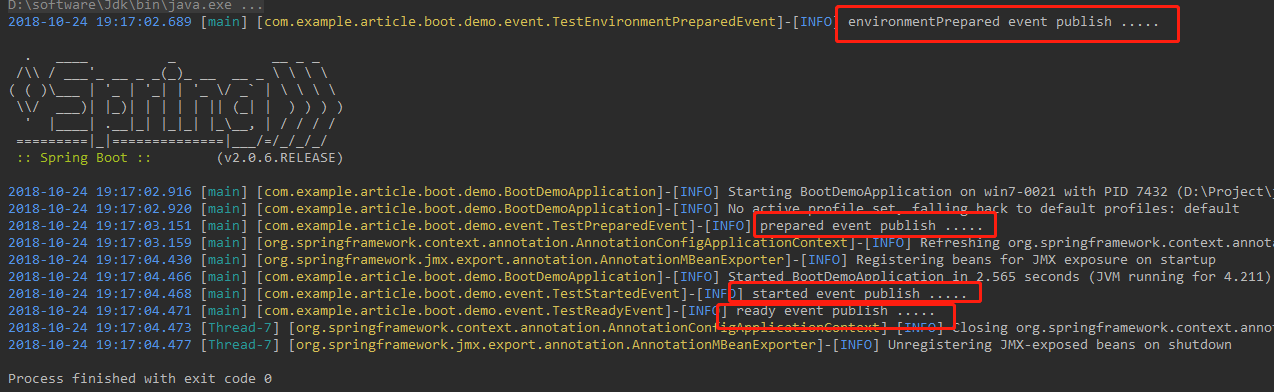 D:\software\Jdk\bin\java.exe ...
2018-10-24 19:17:02.689 [main] [com.example.article.boot.demo.event.TestEnvironmentPreparedEvent]-[INFO] environmentPrepared event publish .....
  .   ____          _            __ _ _
 /\\ / ___'_ __ _ _(_)_ __  __ _ \ \ \ \
( ( )\___ | '_ | '_| | '_ \/ _` | \ \ \ \
 \\/  ___)| |_)| | | | | || (_| |  ) ) ) )
  '  |____| .__|_| |_|_| |_\__, | / / / /
 =========|_|==============|___/=/_/_/_/
 :: Spring Boot ::        (v2.0.6.RELEASE)
2018-10-24 19:17:02.916 [main] [com.example.article.boot.demo.BootDemoApplication]-[INFO] Starting BootDemoApplication on win7-0021 with PID 7432 (D:\Project\
2018-10-24 19:17:02.920 [main] [com.example.article.boot.demo.BootDemoApplication]-[INFO] No active profile set, falling back to default profiles: default
2018-10-24 19:17:03.151 [main] [com.example.article.boot.demo.event.TestPreparedEvent]-[INFO] prepared event publish .....
2018-10-24 19:17:03.159 [main] [org.springframework.context.annotation.AnnotationConfigApplicationContext]-[INFO] Refreshing org.springframework.context.annota
2018-10-24 19:17:04.430 [main] [org.springframework.jmx.export.annotation.AnnotationMBeanExporter]-[INFO] Registering beans for JMX exposure on startup
2018-10-24 19:17:04.466 [main] [com.example.article.boot.demo.BootDemoApplication]-[INFO] Started BootDemoApplication in 2.565 seconds (JVM running for 4.211)
2018-10-24 19:17:04.468 [main] [com.example.article.boot.demo.event.TestStartedEvent]-[INFO] started event publish .....
2018-10-24 19:17:04.471 [main] [com.example.article.boot.demo.event.TestReadyEvent]-[INFO] ready event publish .....
2018-10-24 19:17:04.473 [Thread-7] [org.springframework.context.annotation.AnnotationConfigApplicationContext]-[INFO] Closing org.springframework.context.anno
2018-10-24 19:17:04.477 [Thread-7] [org.springframework.jmx.export.annotation.AnnotationMBeanExporter]-[INFO] Unregistering JMX-exposed beans on shutdown
Process finished with exit code 0